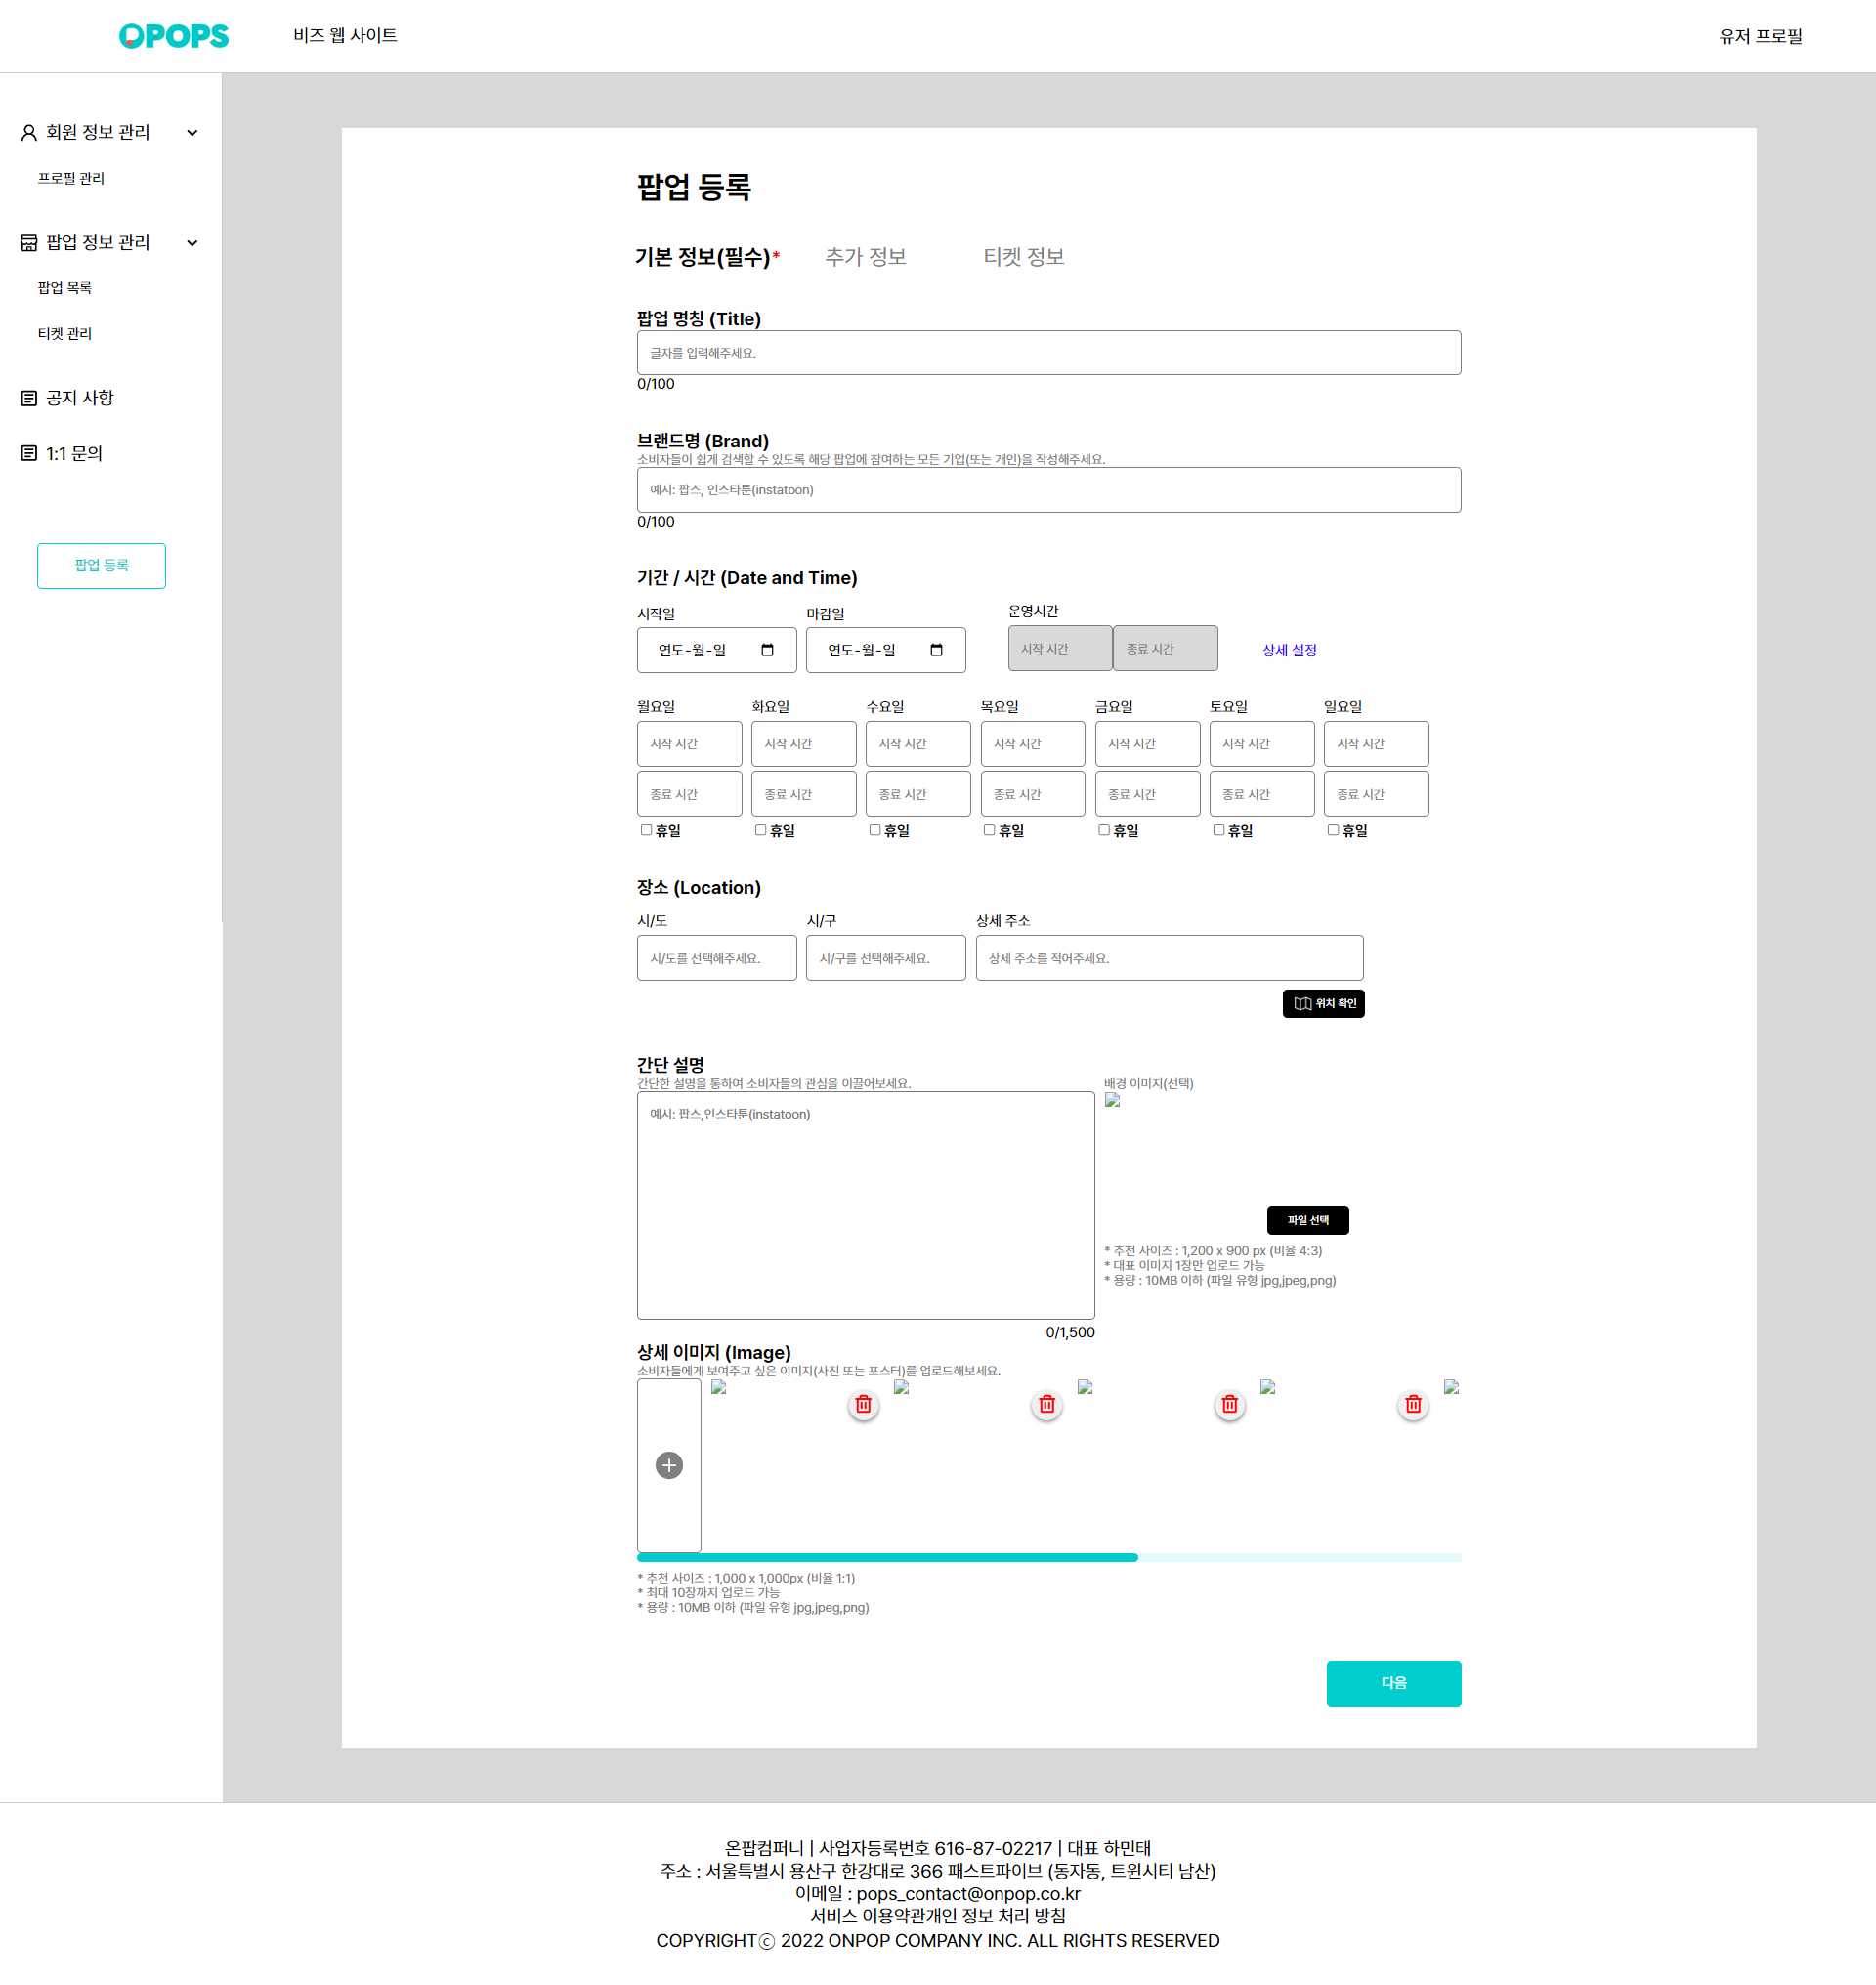 OPOPS
비즈 웹 사이트
유저 프로필
회원 정보 관리
프로필 관리
팝업 정보 관리
팝업 목록
티켓 관리
공지 사항
1:1 문의
팝업 등록
팝업 등록
기본 정보(필수)* 추가 정보 티켓 정보
팝업 명칭 (Title)
글자를 입력해주세요.
0/100
브랜드명 (Brand)
소비자들이 쉽게 검색할 수 있도록 해당 팝업에 참여하는 모든 기업(또는 개인)을 작성해주세요.
예시: 팝스, 인스타툰(instatoon)
0/100
기간 / 시간 (Date and Time)
시작일 마감일 운영시간
연도-월-일 연도-월-일 시작 시간 종료 시간 상세 설정
월요일 화요일 수요일 목요일 금요일 토요일 일요일
시작 시간 시작 시간 시작 시간 시작 시간 시작 시간 시작 시간 시작 시간
종료 시간 종료 시간 종료 시간 종료 시간 종료 시간 종료 시간 종료 시간
휴일 휴일 휴일 휴일 휴일 휴일 휴일
장소 (Location)
시/도 시/구 상세 주소
시/도를 선택해주세요. 시/구를 선택해주세요. 상세 주소를 적어주세요.
위치 확인
간단 설명
간단한 설명을 통하여 소비자들의 관심을 이끌어보세요.
예시: 팝스,인스타툰(instatoon)
0/1,500
배경 이미지(선택)
파일 선택
* 추천 사이즈 : 1,200 x 900 px (비율 4:3)
* 대표 이미지 1장만 업로드 가능
* 용량 : 10MB 이하 (파일 유형 jpg,jpeg,png)
상세 이미지 (Image)
소비자들에게 보여주고 싶은 이미지(사진 또는 포스터)를 업로드해보세요.
* 추천 사이즈 : 1,000 x 1,000px (비율 1:1)
* 최대 10장까지 업로드 가능
* 용량 : 10MB 이하 (파일 유형 jpg,jpeg,png)
다음
온팝컴퍼니 | 사업자등록번호 616-87-02217 | 대표 하민태
주소 : 서울특별시 용산구 한강대로 366 패스트파이브 (동자동, 트윈시티 남산)
이메일 : pops_contact@onpop.co.kr
서비스 이용약관개인 정보 처리 방침
COPYRIGHTⓒ 2022 ONPOP COMPANY INC. ALL RIGHTS RESERVED